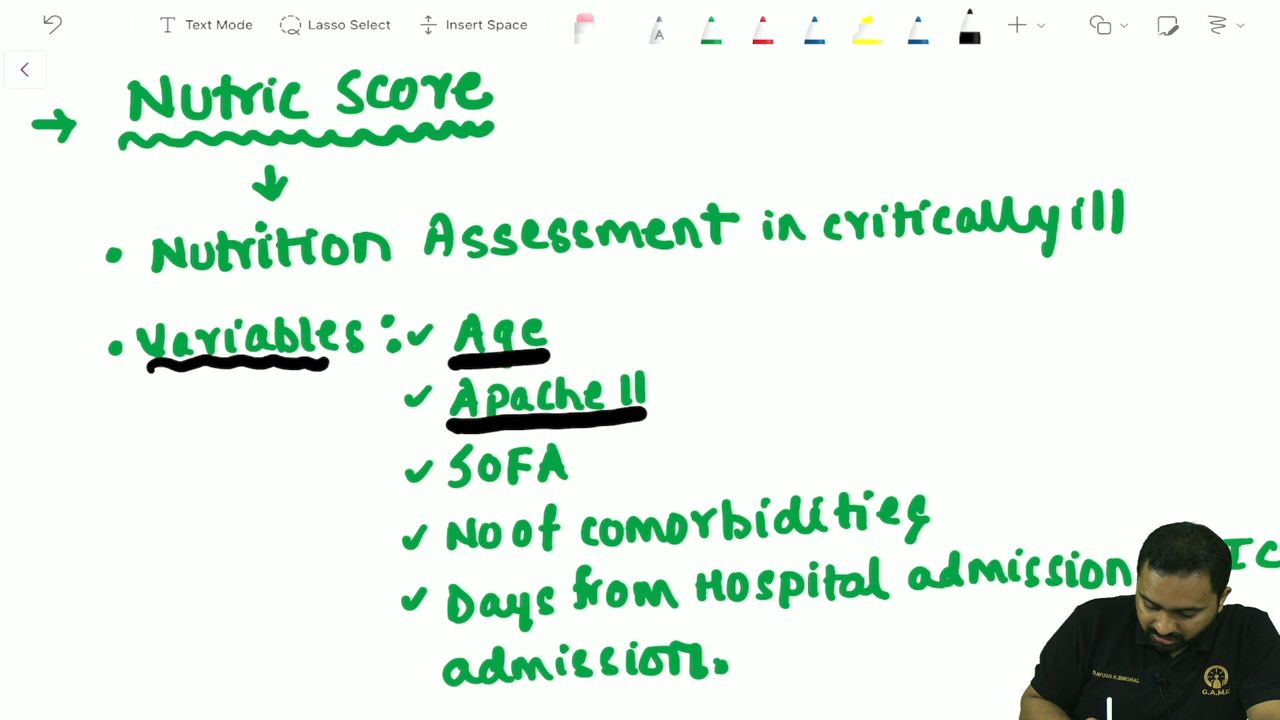 Text Mode Lasso Select Insert Space
→ Nutric Score
↓
• Nutrition Assessment in critically ill
• Variables : ✓ Age
✓ Apache II
✓ SOFA
✓ No of comorbidities
✓ Days from Hospital admission IC
admission.
G.A.M.S